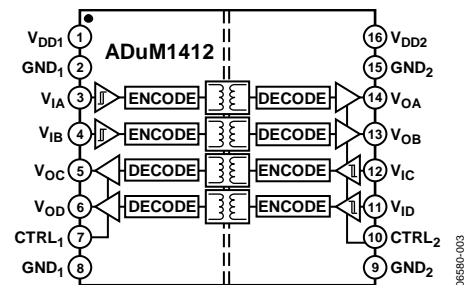 ADuM1412
VDD1 1 16 VDD2
GND1 2 15 GND2
VIA 3 ENCODE DECODE 14 VOA
VIB 4 ENCODE DECODE 13 VOB
VOC 5 DECODE ENCODE 12 VIC
VOD 6 DECODE ENCODE 11 VID
CTRL1 7 10 CTRL2
GND1 8 9 GND2
06580-003